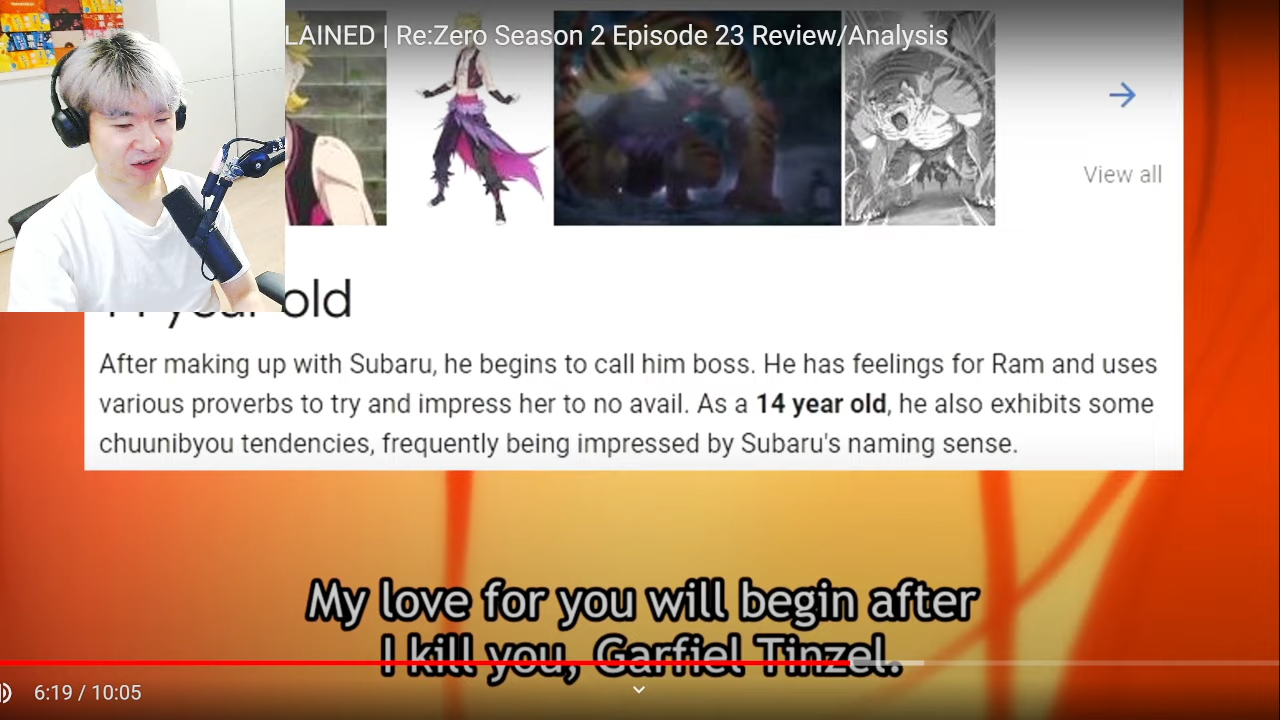 LAINED | Re:Zero Season 2 Episode 23 Review/Analysis
View all
year old
After making up with Subaru, he begins to call him boss. He has feelings for Ram and uses
various proverbs to try and impress her to no avail. As a 14 year old, he also exhibits some
chuunibyou tendencies, frequently being impressed by Subaru's naming sense.
My love for you will begin after
I kill you, Garfiel Tinzel.
6:19 / 10:05